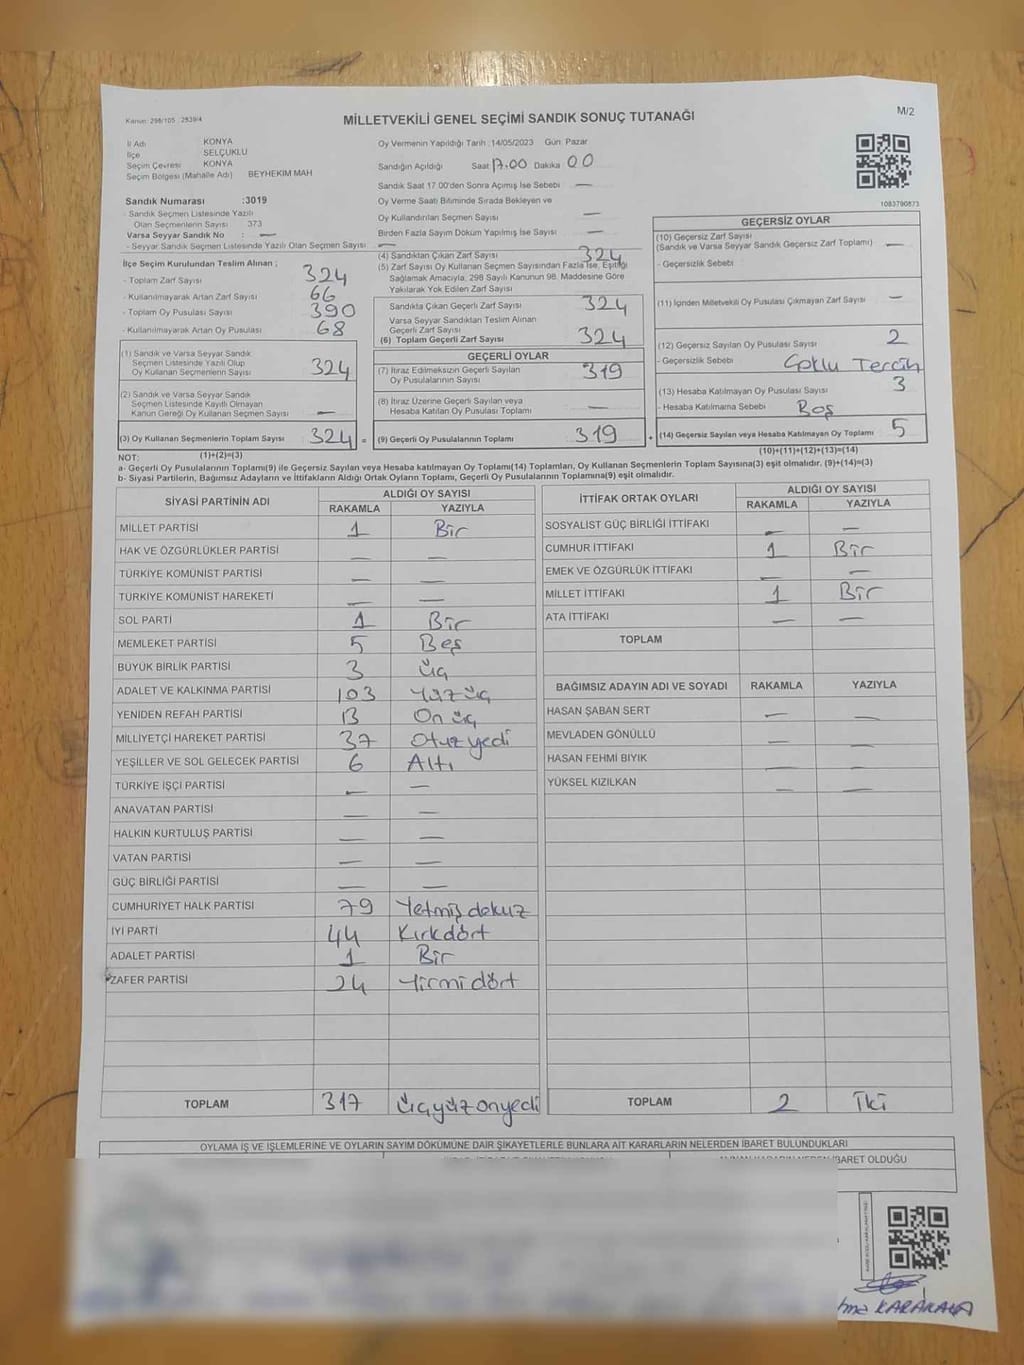 Kanun: 298/105 : 2839/4
MİLLETVEKİLİ GENEL SEÇİMİ SANDIK SONUÇ TUTANAĞI
M/2
İl Adı KONYA
İlçe SELÇUKLU
Seçim Çevresi KONYA
Seçim Bölgesi (Mahalle Adı) BEYHEKIM MAH
Oy Vermenin Yapıldığı Tarih :14/05/2023 Gün: Pazar
Sandığın Açıldığı Saat 17.00 Dakika 00
Sandık Saat 17.00'den Sonra Açımış İse Sebebi —
Oy Verme Saati Bitiminde Sırada Bekleyen ve
Oy Kullandırılan Seçmen Sayısı —
Birden Fazla Sayım Döküm Yapılmış İse Sayısı —
1083790873
Sandık Numarası :3019
- Sandık Seçmen Listesinde Yazılı
Olan Seçmenlerin Sayısı 373
Varsa Seyyar Sandık No : —
- Seyyar Sandık Seçmen Listesinde Yazılı Olan Seçmen Sayısı —
İlçe Seçim Kurulundan Teslim Alınan ;
- Toplam Zarf Sayısı 324
- Kullanılmayarak Artan Zarf Sayısı 66
- Toplam Oy Pusulası Sayısı 390
- Kullanılmayarak Artan Oy Pusulası 68
(1) Sandık ve Varsa Seyyar Sandık
Seçmen Listesinde Yazılı Olup
Oy Kullanan Seçmenlerin Sayısı 324
(2) Sandık ve Varsa Seyyar Sandık
Seçmen Listesinde Kayıtlı Olmayan
Kanun Gereği Oy Kullanan Seçmen Sayısı —
(3) Oy Kullanan Seçmenlerin Toplam Sayısı 324 =
(1)+(2)=(3)
(4) Sandıktan Çıkan Zarf Sayısı 324
(5) Zarf Sayısı Oy Kullanan Seçmen Sayısından Fazla İse, Eşitliği
Sağlamak Amacıyla, 298 Sayılı Kanunun 98. Maddesine Göre
Yakılarak Yok Edilen Zarf Sayısı
Sandıkta Çıkan Geçerli Zarf Sayısı 324
Varsa Seyyar Sandıktan Teslim Alınan
Geçerli Zarf Sayısı
(6) Toplam Geçerli Zarf Sayısı 324
GEÇERLİ OYLAR
(7) İtiraz Edilmeksizin Geçerli Sayılan
Oy Pusulalarının Sayısı 319
(8) İtiraz Üzerine Geçerli Sayılan veya
Hesaba Katılan Oy Pusulası Toplamı —
(9) Geçerli Oy Pusulalarının Toplamı 319 +
GEÇERSİZ OYLAR
(10) Geçersiz Zarf Sayısı
(Sandık ve Varsa Seyyar Sandık Geçersiz Zarf Toplamı) —
- Geçersizlik Sebebi
(11) İçinden Milletvekili Oy Pusulası Çıkmayan Zarf Sayısı —
(12) Geçersiz Sayılan Oy Pusulası Sayısı 2
- Geçersizlik Sebebi Çoklu Tercih
(13) Hesaba Katılmayan Oy Pusulası Sayısı 3
- Hesaba Katılmama Sebebi Boş
(14) Geçersiz Sayılan veya Hesaba Katılmayan Oy Toplamı 5
(10)+(11)+(12)+(13)=(14)
NOT:
a- Geçerli Oy Pusulalarının Toplamı(9) ile Geçersiz Sayılan veya Hesaba katılmayan Oy Toplamı(14) Toplamları, Oy Kullanan Seçmenlerin Toplam Sayısına(3) eşit olmalıdır. (9)+(14)=(3)
b- Siyasi Partilerin, Bağımsız Adayların ve İttifakların Aldığı Ortak Oyların Toplamı, Geçerli Oy Pusulalarının Toplamına(9) eşit olmalıdır.
SİYASİ PARTİNİN ADI ALDIĞI OY SAYISI
RAKAMLA YAZIYLA
MİLLET PARTİSİ 1 Bir
HAK VE ÖZGÜRLÜKLER PARTİSİ — —
TÜRKİYE KOMÜNİST PARTİSİ — —
TÜRKİYE KOMÜNİST HAREKETİ — —
SOL PARTİ 1 Bir
MEMLEKET PARTİSİ 5 Beş
BÜYÜK BİRLİK PARTİSİ 3 Üç
ADALET VE KALKINMA PARTİSİ 103 Yüz üç
YENİDEN REFAH PARTİSİ 13 On üç
MİLLİYETÇİ HAREKET PARTİSİ 37 Otuz yedi
YEŞİLLER VE SOL GELECEK PARTİSİ 6 Altı
TÜRKİYE İŞÇİ PARTİSİ — —
ANAVATAN PARTİSİ — —
HALKIN KURTULUŞ PARTİSİ — —
VATAN PARTİSİ — —
GÜÇ BİRLİĞİ PARTİSİ — —
CUMHURİYET HALK PARTİSİ 79 Yetmiş dokuz
İYİ PARTİ 44 Kırk dört
ADALET PARTİSİ 1 Bir
ZAFER PARTİSİ 24 Yirmi dört
TOPLAM 317 Üçyüz onyedi
İTTİFAK ORTAK OYLARI ALDIĞI OY SAYISI
RAKAMLA YAZIYLA
SOSYALİST GÜÇ BİRLİĞİ İTTİFAKI — —
CUMHUR İTTİFAKI 1 Bir
EMEK VE ÖZGÜRLÜK İTTİFAKI — —
MİLLET İTTİFAKI 1 Bir
ATA İTTİFAKI — —
TOPLAM
BAĞIMSIZ ADAYIN ADI VE SOYADI RAKAMLA YAZIYLA
HASAN ŞABAN SERT — —
MEVLADEN GÖNÜLLÜ — —
HASAN FEHMİ BIYIK — —
YÜKSEL KIZILKAN — —
TOPLAM 2 İki
OYLAMA İŞ VE İŞLEMLERİNE VE OYLARIN SAYIM DÖKÜMÜNE DAİR ŞİKAYETLERLE BUNLARA AİT KARARLARIN NELERDEN İBARET BULUNDUKLARI
İBARET OLDUĞU
KARAKAYA